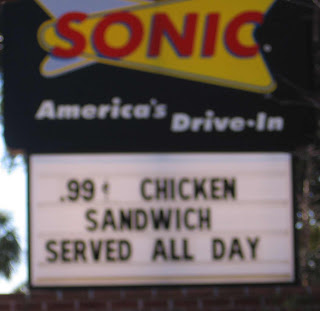 SONIC
America's Drive-In
.99¢ CHICKEN
SANDWICH
SERVED ALL DAY